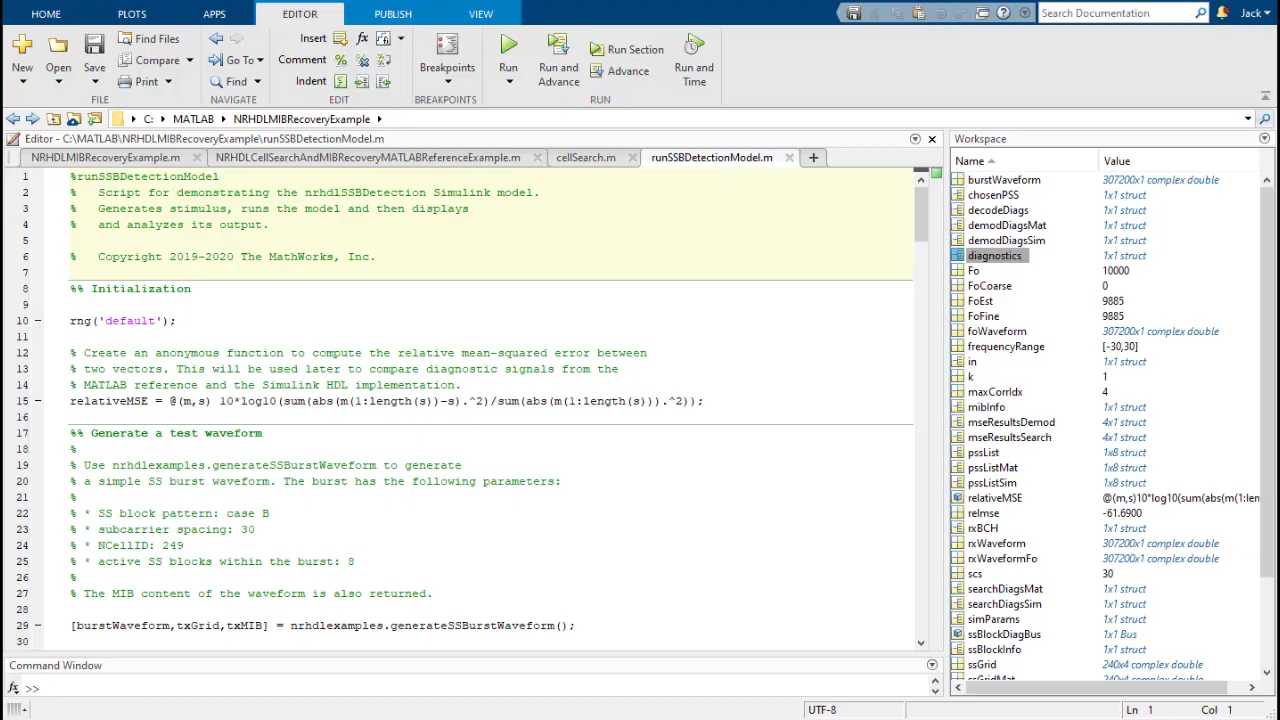 HOME PLOTS APPS EDITOR PUBLISH VIEW Search Documentation Jack
New Open Save Find Files Compare Print Go To Find Insert fx Comment Indent Breakpoints Run Run and Advance Run Section Advance Run and Time
FILE NAVIGATE EDIT BREAKPOINTS RUN
C: MATLAB NRHDLMIBRecoveryExample
Editor - C:\MATLAB\NRHDLMIBRecoveryExample\runSSBDetectionModel.m
NRHDLMIBRecoveryExample.m NRHDLCellSearchAndMIBRecoveryMATLABReferenceExample.m cellSearch.m runSSBDetectionModel.m
1 %runSSBDetectionModel
2 % Script for demonstrating the nrhdlSSBDetection Simulink model.
3 % Generates stimulus, runs the model and then displays
4 % and analyzes its output.
5
6 % Copyright 2019-2020 The MathWorks, Inc.
7
8 %% Initialization
9
10 – rng('default');
11
12 % Create an anonymous function to compute the relative mean-squared error between
13 % two vectors. This will be used later to compare diagnostic signals from the
14 % MATLAB reference and the Simulink HDL implementation.
15 – relativeMSE = @(m,s) 10*log10(sum(abs(m(1:length(s))-s).^2)/sum(abs(m(1:length(s))).^2));
16
17 %% Generate a test waveform
18 %
19 % Use nrhdlexamples.generateSSBurstWaveform to generate
20 % a simple SS burst waveform. The burst has the following parameters:
21 %
22 % * SS block pattern: case B
23 % * subcarrier spacing: 30
24 % * NCellID: 249
25 % * active SS blocks within the burst: 8
26 %
27 % The MIB content of the waveform is also returned.
28
29 – [burstWaveform,txGrid,txMIB] = nrhdlexamples.generateSSBurstWaveform();
30
Command Window
fx >>
Workspace
Name Value
burstWaveform 307200x1 complex double
chosenPSS 1x1 struct
decodeDiags 1x1 struct
demodDiagsMat 1x1 struct
demodDiagsSim 1x1 struct
diagnostics 1x1 struct
Fo 10000
FoCoarse 0
FoEst 9885
FoFine 9885
foWaveform 307200x1 complex double
frequencyRange [-30,30]
in 1x1 struct
k 1
maxCorrIdx 4
mibInfo 1x1 struct
mseResultsDemod 4x1 struct
mseResultsSearch 4x1 struct
pssList 1x8 struct
pssListMat 1x8 struct
pssListSim 1x8 struct
relativeMSE @(m,s)10*log10(sum(abs(m(1:len
relmse -61.6900
rxBCH 1x1 struct
rxWaveform 307200x1 complex double
rxWaveformFo 307200x1 complex double
scs 30
searchDiagsMat 1x1 struct
searchDiagsSim 1x1 struct
simParams 1x1 struct
ssBlockDiagBus 1x1 Bus
ssBlockInfo 1x1 struct
ssGrid 240x4 complex double
ssGridMat 240x4 complex double
UTF-8 Ln 1 Col 1